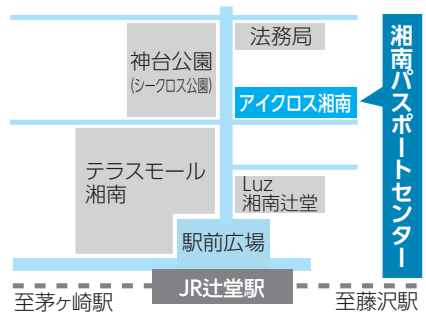 法務局
神台公園
(シークロス公園)
アイクロス湘南
湘南パスポートセンター
テラスモール
湘南
Luz
湘南辻堂
駅前広場
JR辻堂駅
至茅ヶ崎駅
至藤沢駅